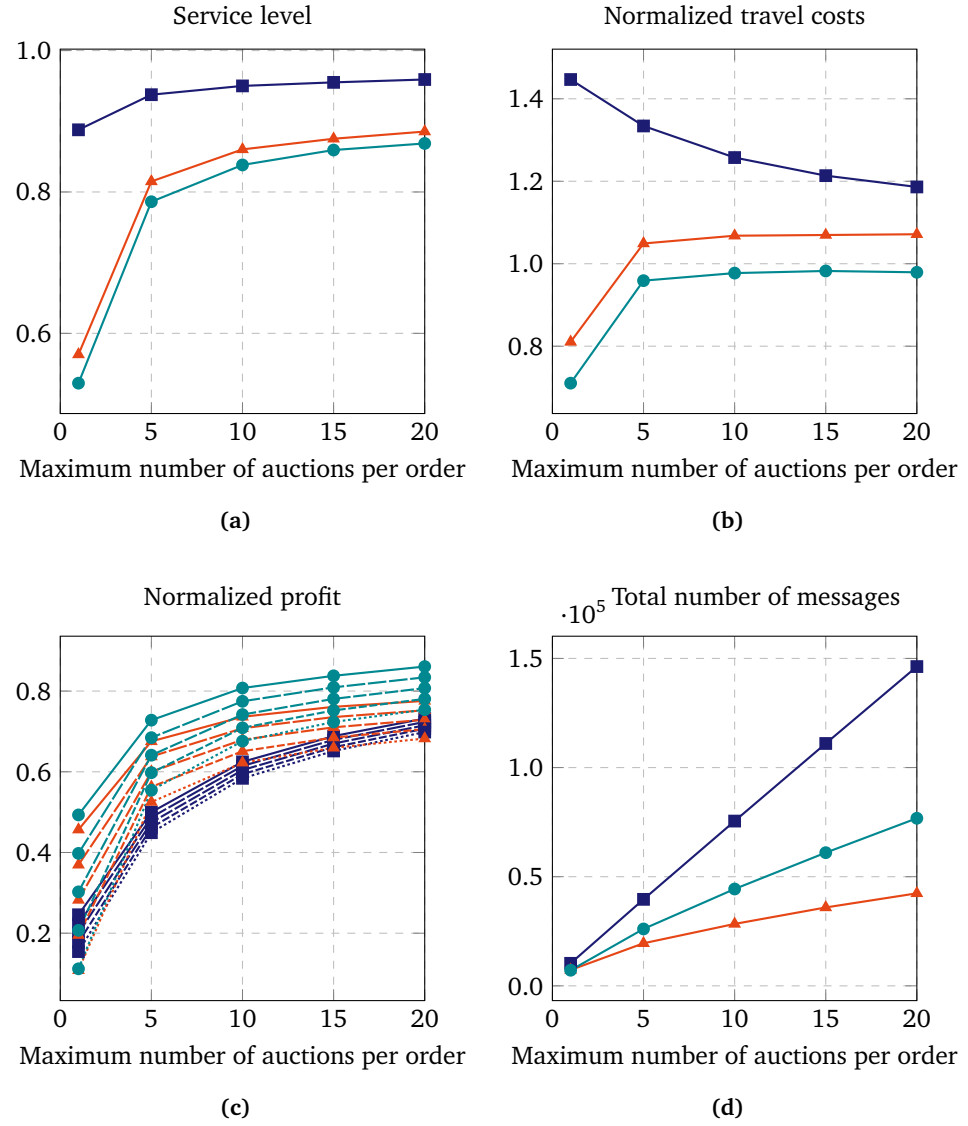 Service level
1.0
0.8
0.6
0 5 10 15 20
Maximum number of auctions per order
(a)
Normalized travel costs
1.4
1.2
1.0
0.8
0 5 10 15 20
Maximum number of auctions per order
(b)
Normalized profit
0.8
0.6
0.4
0.2
0 5 10 15 20
Maximum number of auctions per order
(c)
Total number of messages
·10⁵
1.5
1.0
0.5
0.0
0 5 10 15 20
Maximum number of auctions per order
(d)